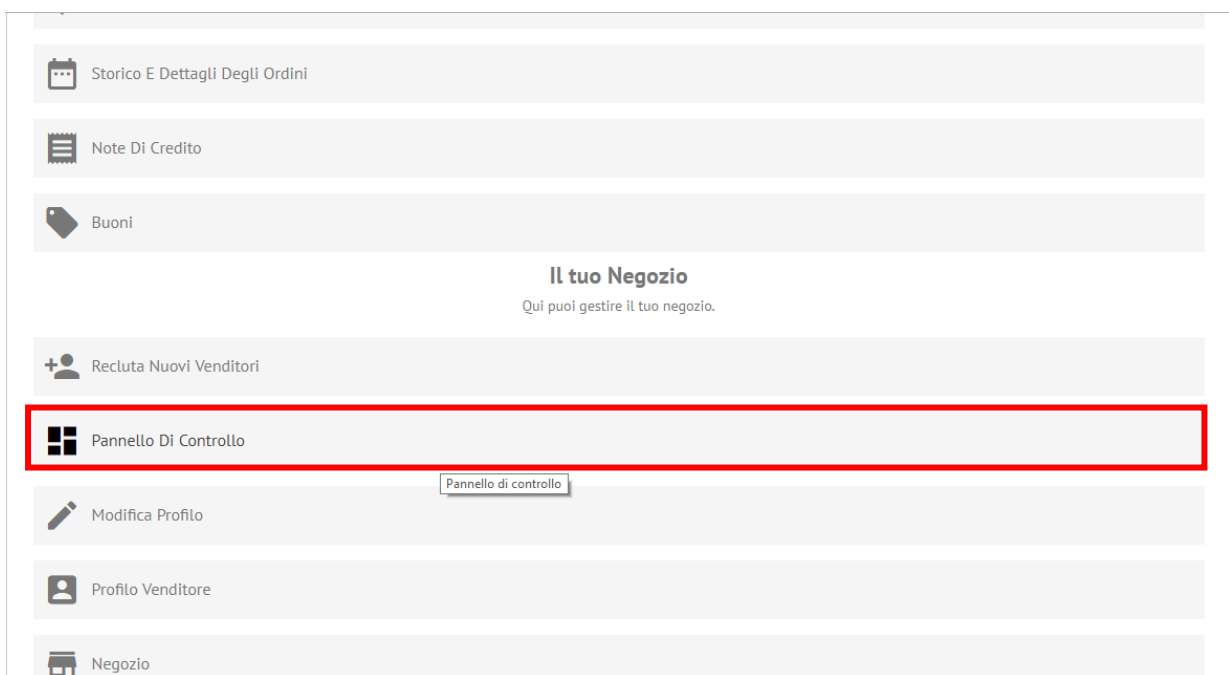 Storico E Dettagli Degli Ordini
Note Di Credito
Buoni
Il tuo Negozio
Qui puoi gestire il tuo negozio.
Recluta Nuovi Venditori
Pannello Di Controllo
Pannello di controllo
Modifica Profilo
Profilo Venditore
Negozio